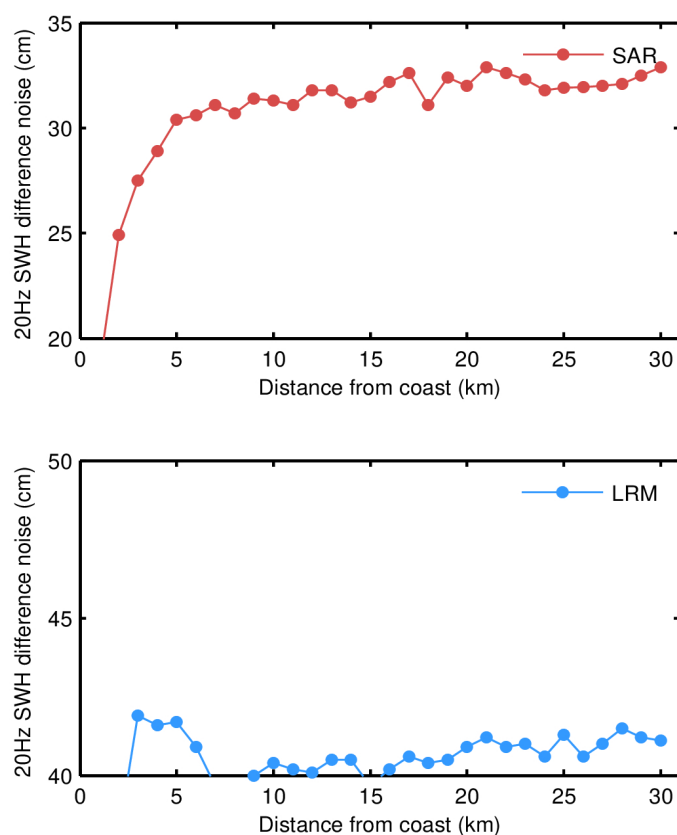 35
30
25
20
20Hz SWH difference noise (cm)
SAR
0 5 10 15 20 25 30
Distance from coast (km)
50
45
40
20Hz SWH difference noise (cm)
LRM
0 5 10 15 20 25 30
Distance from coast (km)